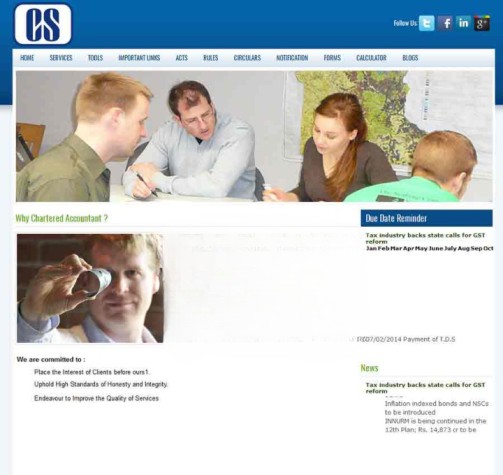 CS
Follow Us:
HOME SERVICES TOOLS IMPORTANT LINKS ACTS RULES CIRCULARS NOTIFICATION FORMS CALCULATOR BLOGS
Why Chartered Accountant ?
We are committed to :
Place the Interest of Clients before ours1.
Uphold High Standards of Honesty and Integrity.
Endeavour to Improve the Quality of Services
Due Date Reminder
Tax industry backs state calls for GST
reform
Jan Feb Mar Apr May June July Aug Sep Oct
07/02/2014 Payment of T.D.S
News
Tax industry backs state calls for GST
reform
Inflation indexed bonds and NSCs
to be introduced
JNNURM is being continued in the
12th Plan; Rs. 14,873 cr to be